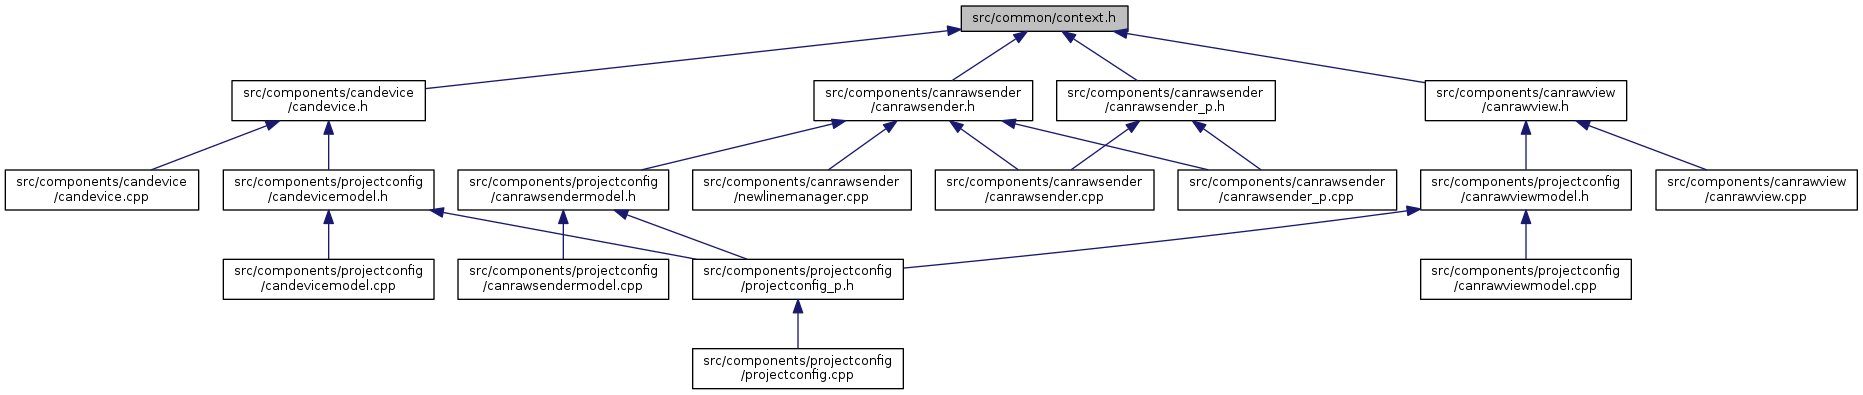 src/common/context.h
src/components/candevice
/candevice.h
src/components/canrawsender
/canrawsender.h
src/components/canrawsender
/canrawsender_p.h
src/components/canrawview
/canrawview.h
src/components/candevice
/candevice.cpp
src/components/projectconfig
/candevicemodel.h
src/components/projectconfig
/canrawsendermodel.h
src/components/canrawsender
/newlinemanager.cpp
src/components/canrawsender
/canrawsender.cpp
src/components/canrawsender
/canrawsender_p.cpp
src/components/projectconfig
/canrawviewmodel.h
src/components/canrawview
/canrawview.cpp
src/components/projectconfig
/candevicemodel.cpp
src/components/projectconfig
/canrawsendermodel.cpp
src/components/projectconfig
/projectconfig_p.h
src/components/projectconfig
/canrawviewmodel.cpp
src/components/projectconfig
/projectconfig.cpp